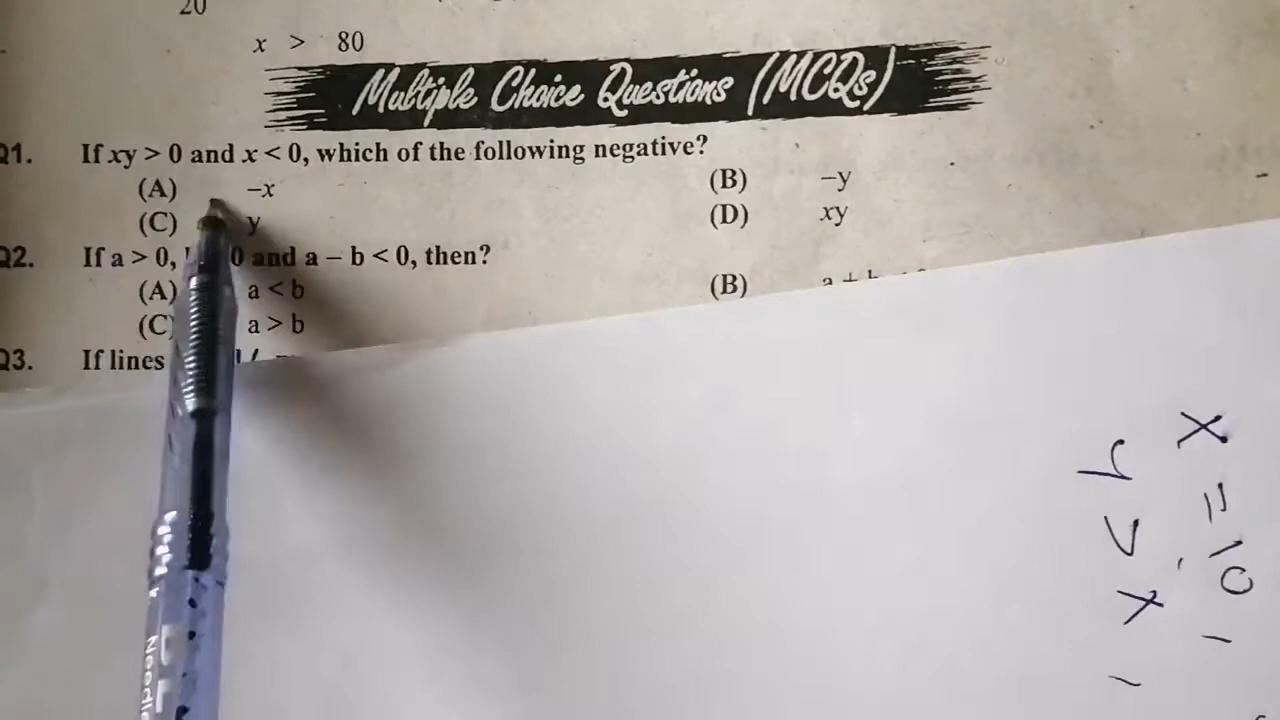 20
x > 80
Multiple Choice Questions (MCQs)
Q1. If xy > 0 and x < 0, which of the following negative?
(A) –x (B) –y
(C) y (D) xy
Q2. If a > 0, 0 and a – b < 0, then?
(A) a < b (B) a + b
(C) a > b
Q3. If lines
x = 10,
y > x,
Needle